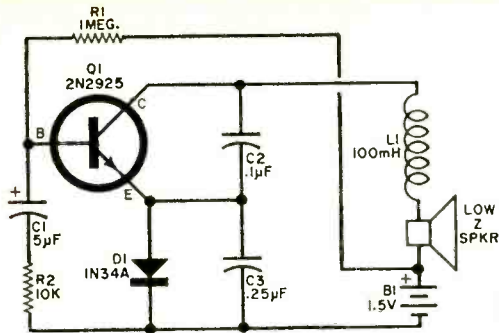 R1
1MEG.
Q1
2N2925
C
B
E
+
C1
5µF
R2
10K
D1
1N34A
C2
.1µF
C3
.25µF
L1
100mH
LOW
Z
SPKR
+
B1
1.5V